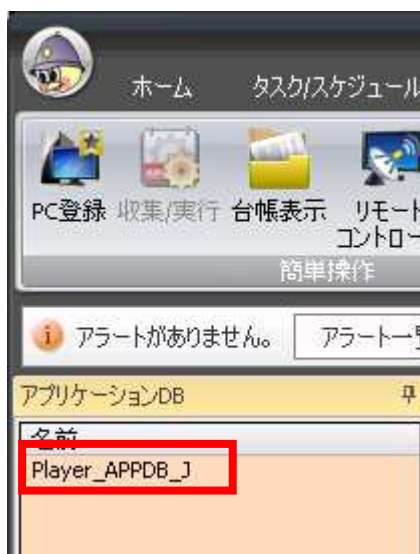 ホーム タスク/スケジュール
PC登録 収集/実行 台帳表示 リモート
コントロー
簡単操作
アラートがありません。 アラート一覧
アプリケーションDB
名前
Player_APPDB_J